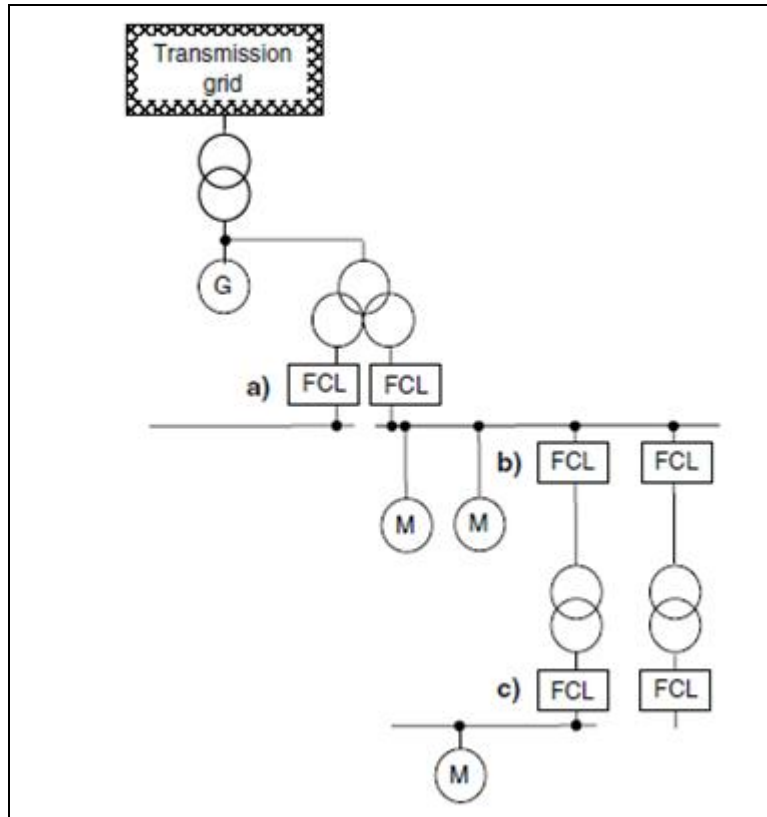 Transmission
grid
G
a) FCL FCL
b) FCL FCL
M M
c) FCL FCL
M